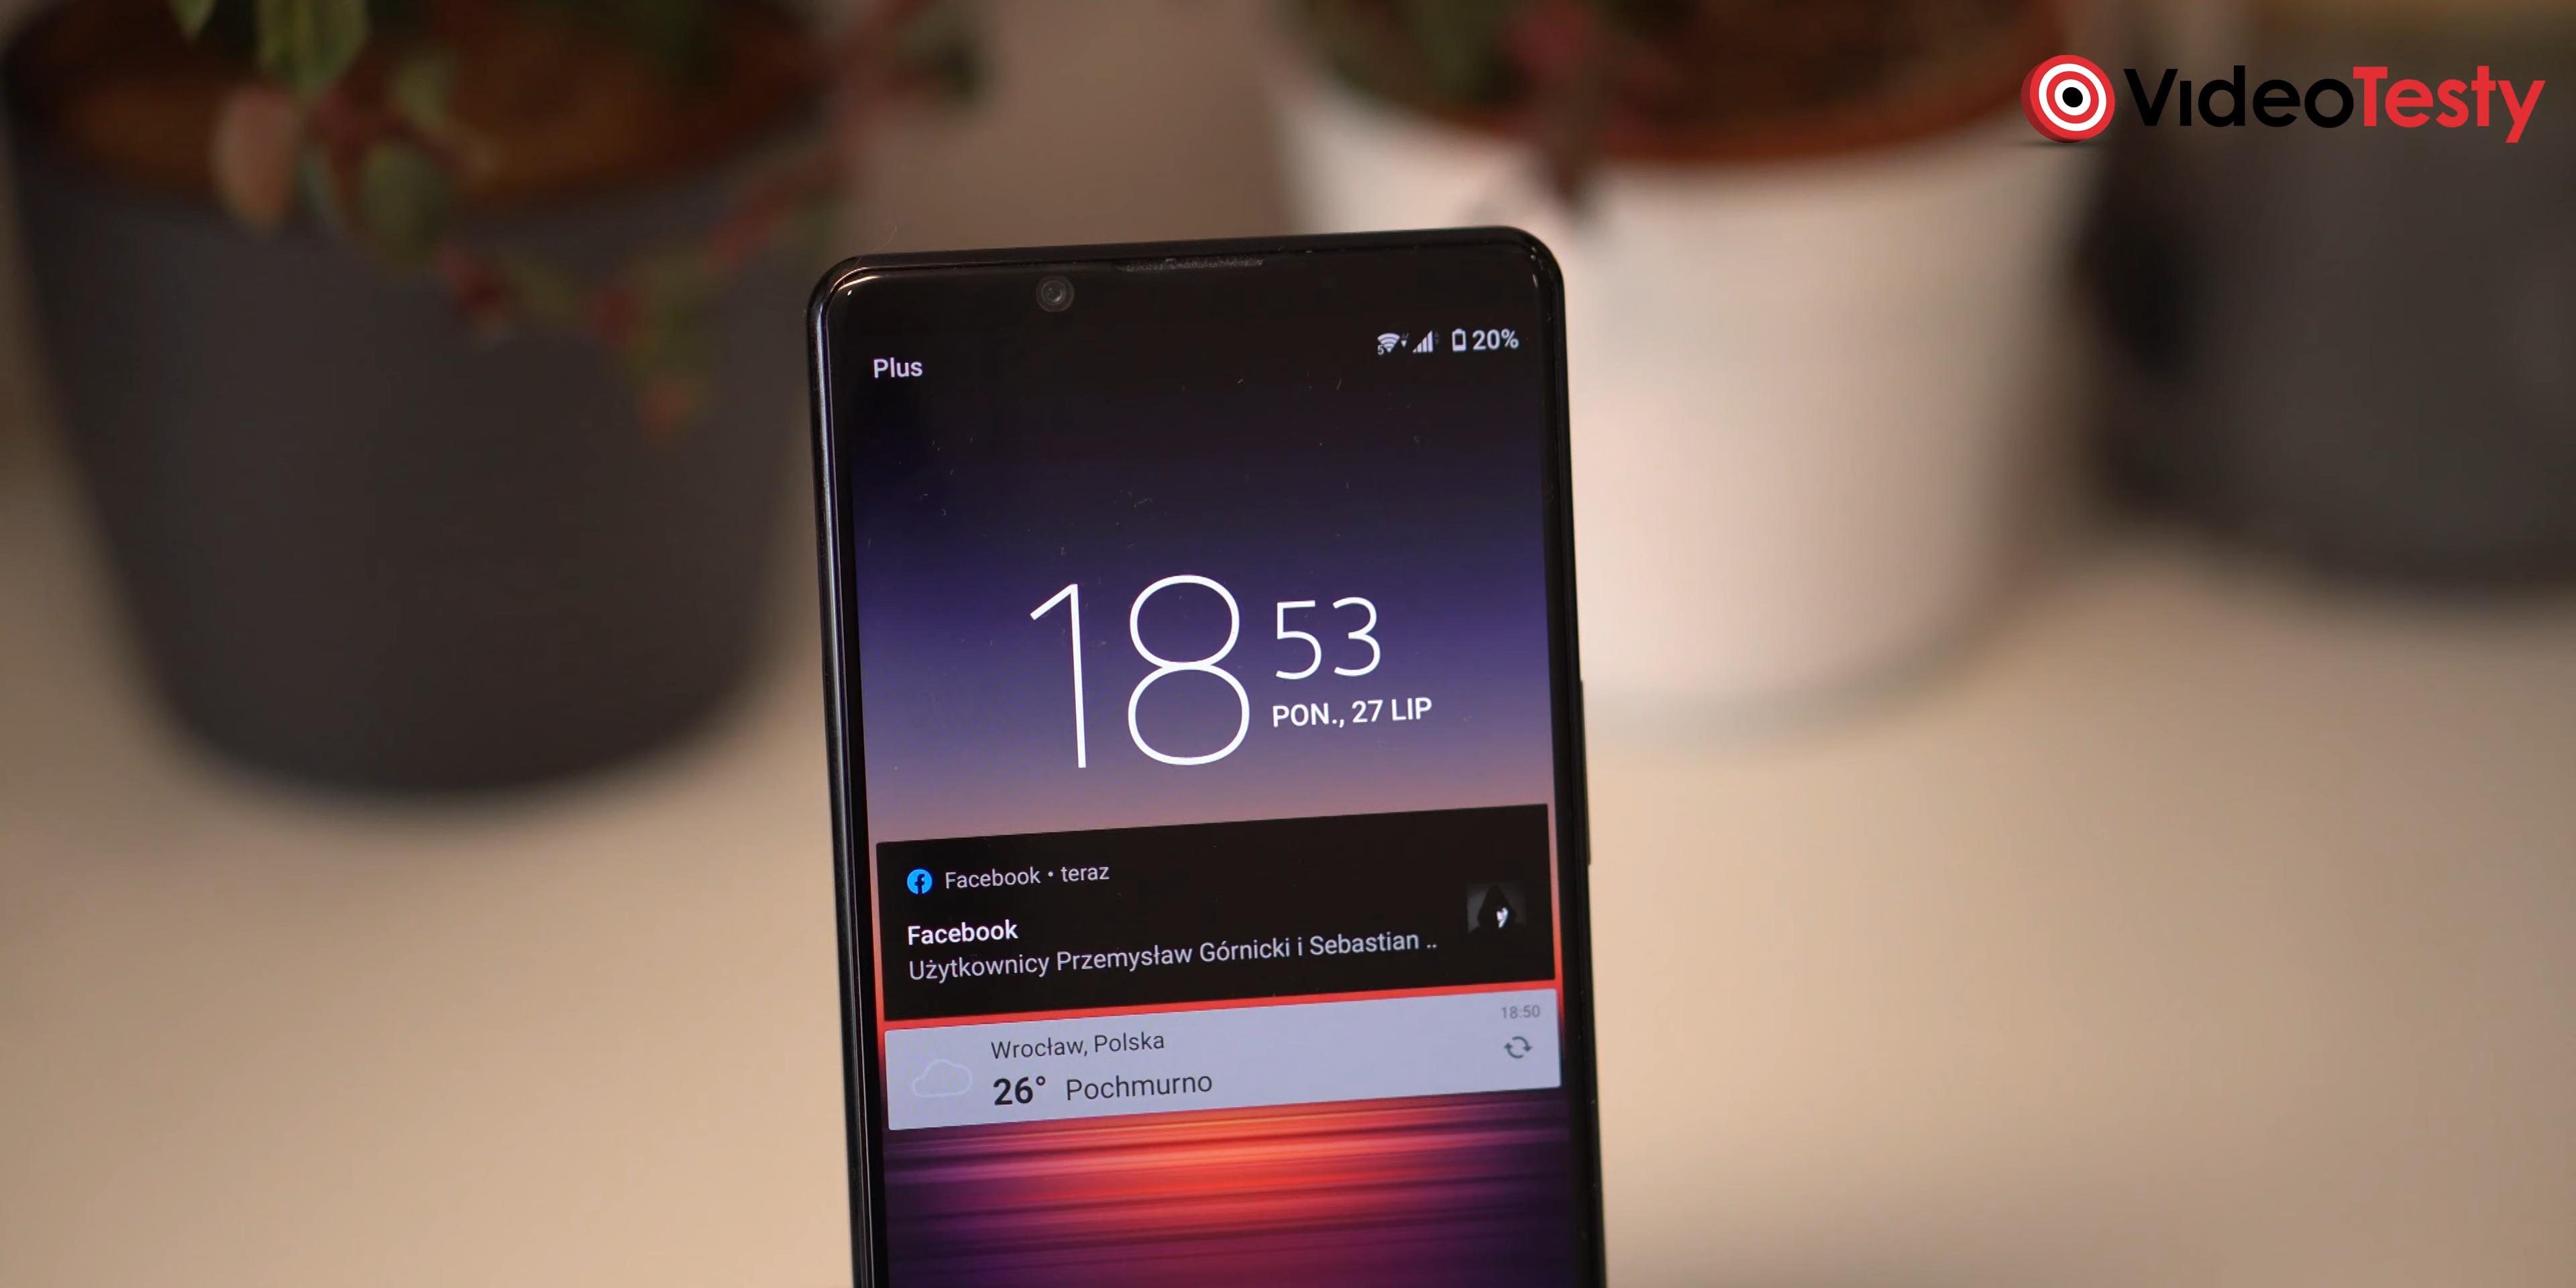 VideoTesty
Plus
20%
18 53
PON., 27 LIP
Facebook • teraz
Facebook
Użytkownicy Przemysław Górnicki i Sebastian ..
18:50
Wrocław, Polska
26° Pochmurno